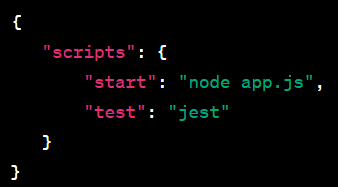 {
   "scripts": {
       "start": "node app.js",
       "test": "jest"
   }
}